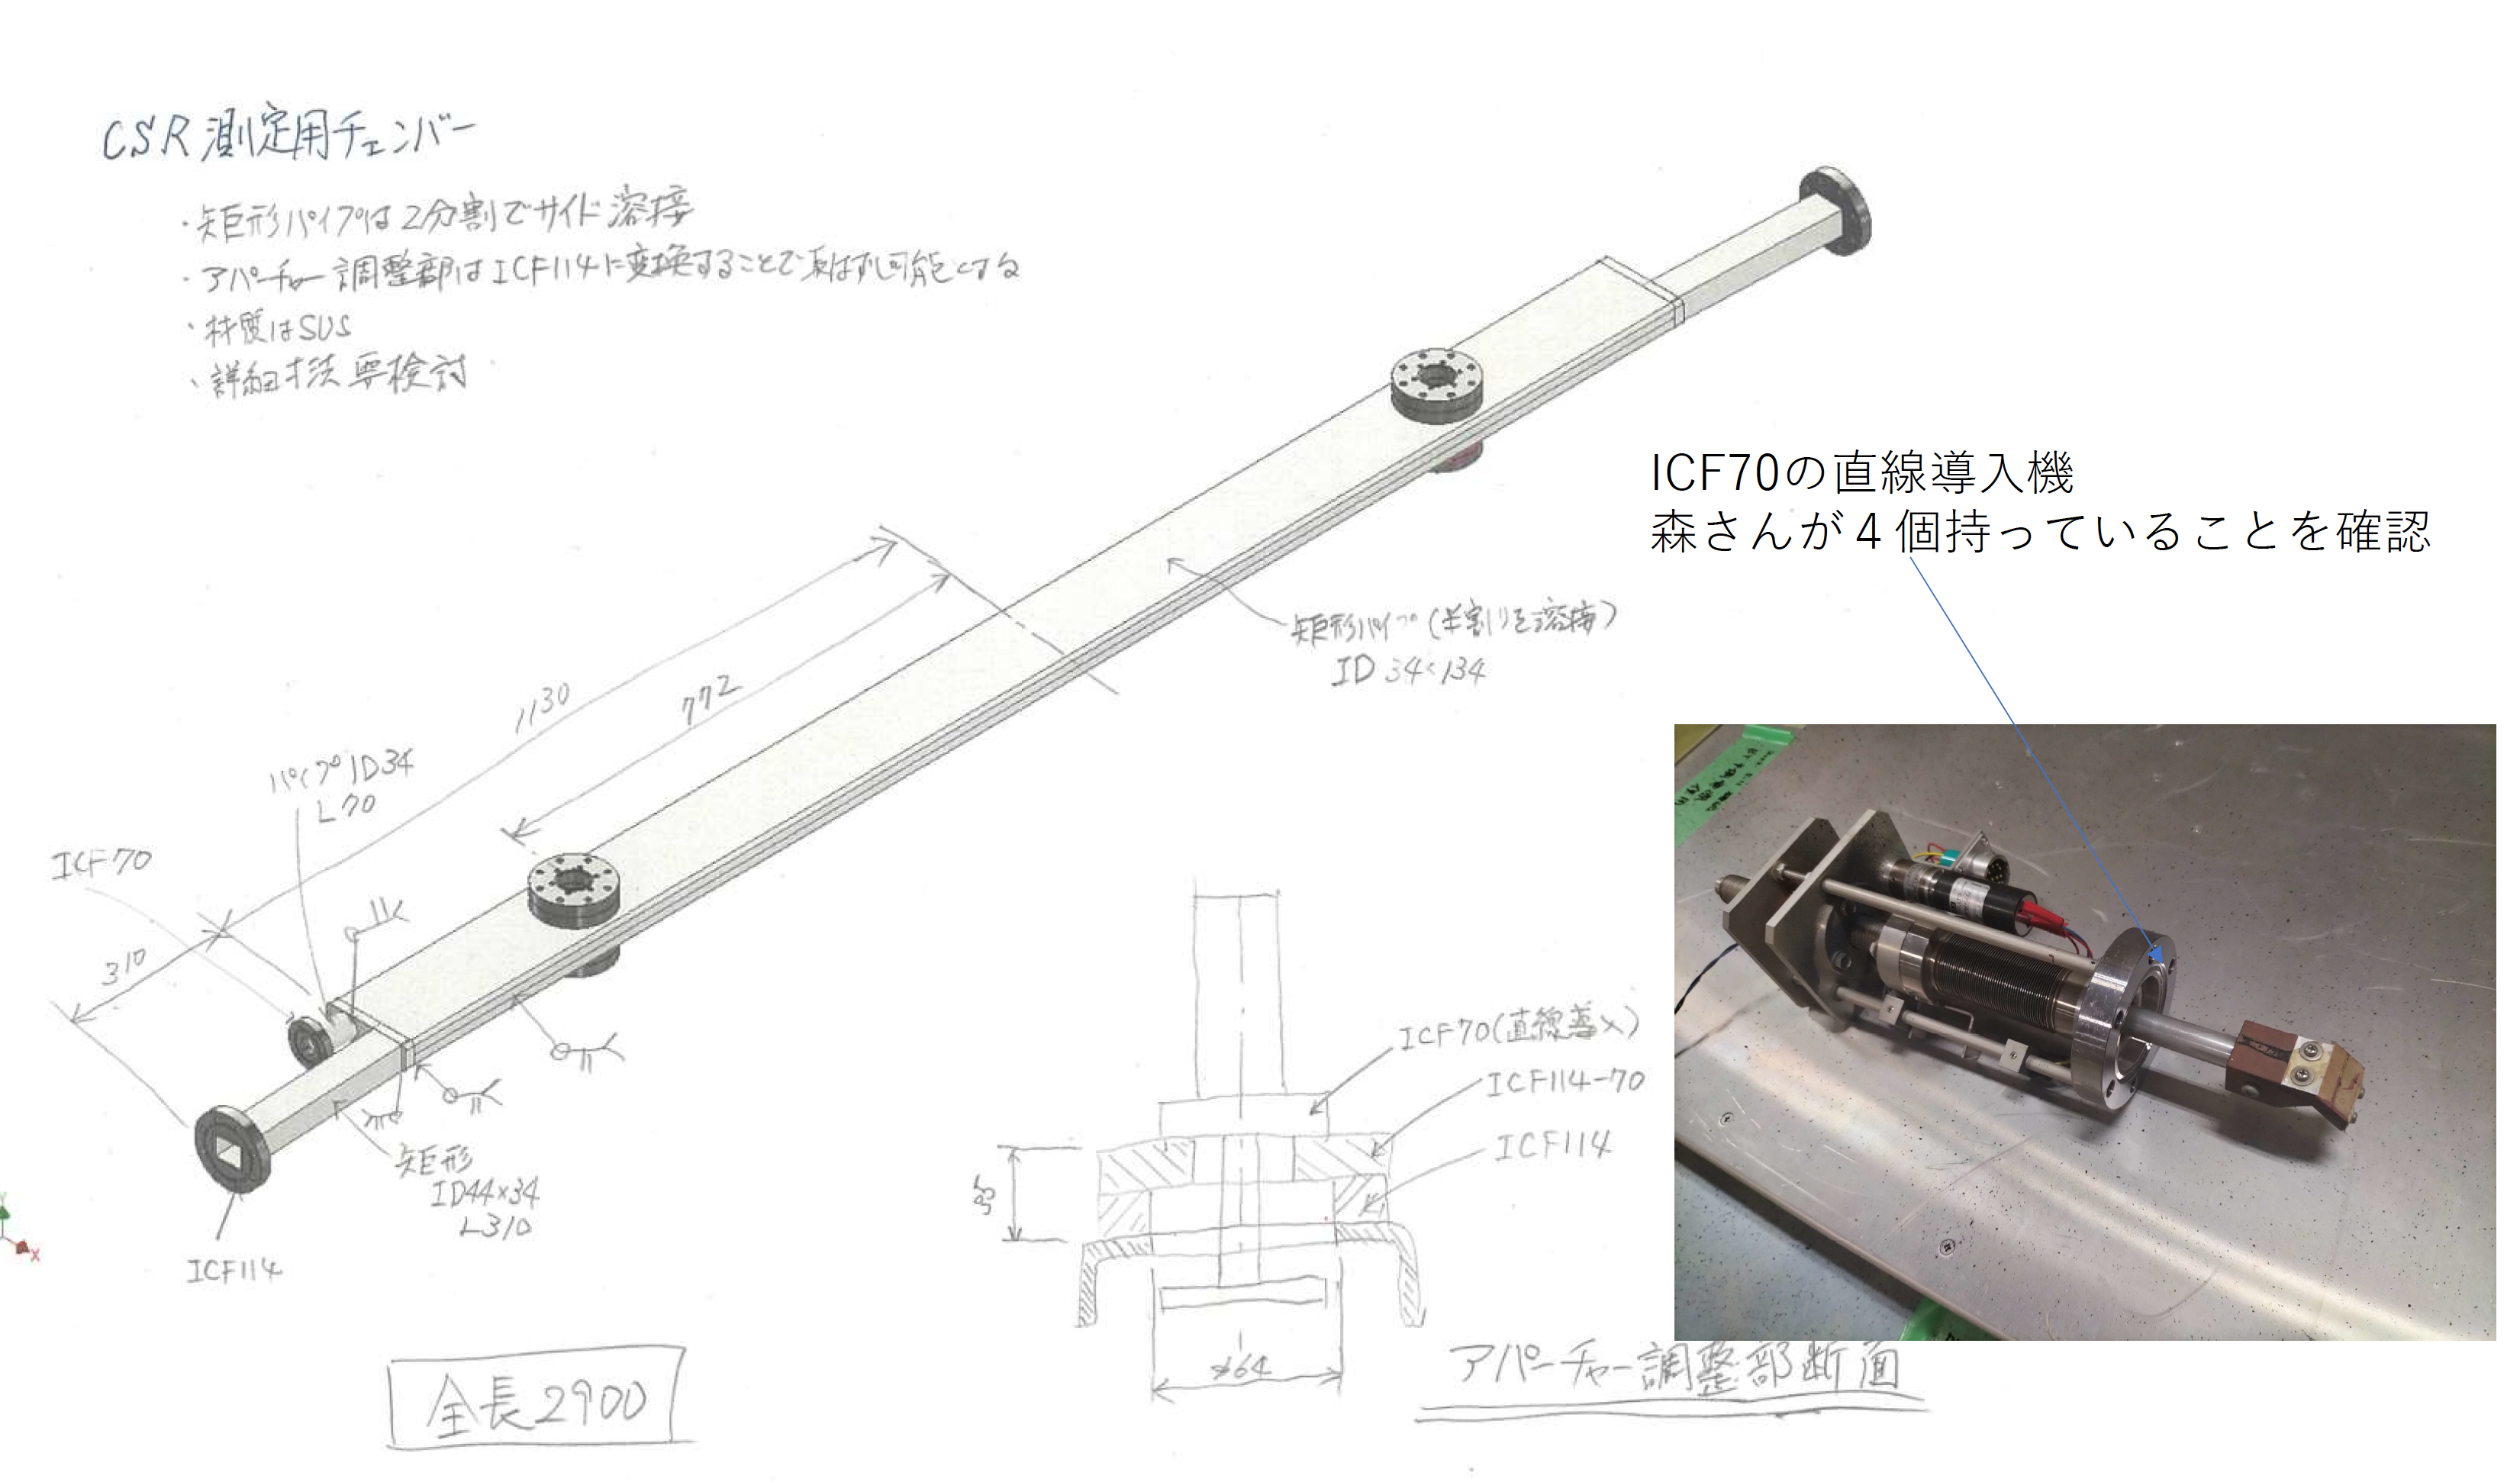 CSR 測定用チェンバー
・矩形パイプは2分割でサイド溶接
・アパーチャー調整部はICF114に変換することで取はずし可能とする
・材質はSUS
・詳細寸法要検討
ICF70の直線導入機
森さんが４個持っていることを確認
矩形パイプ(半割りを溶接)
ID 34×134
1130
772
パイプID34
L70
ICF70
310
矩形
ID44×34
L310
ICF114
ICF70(直線導入)
ICF114-70
ICF114
φ64
アパーチャー調整部断面
全長2900
Y
X